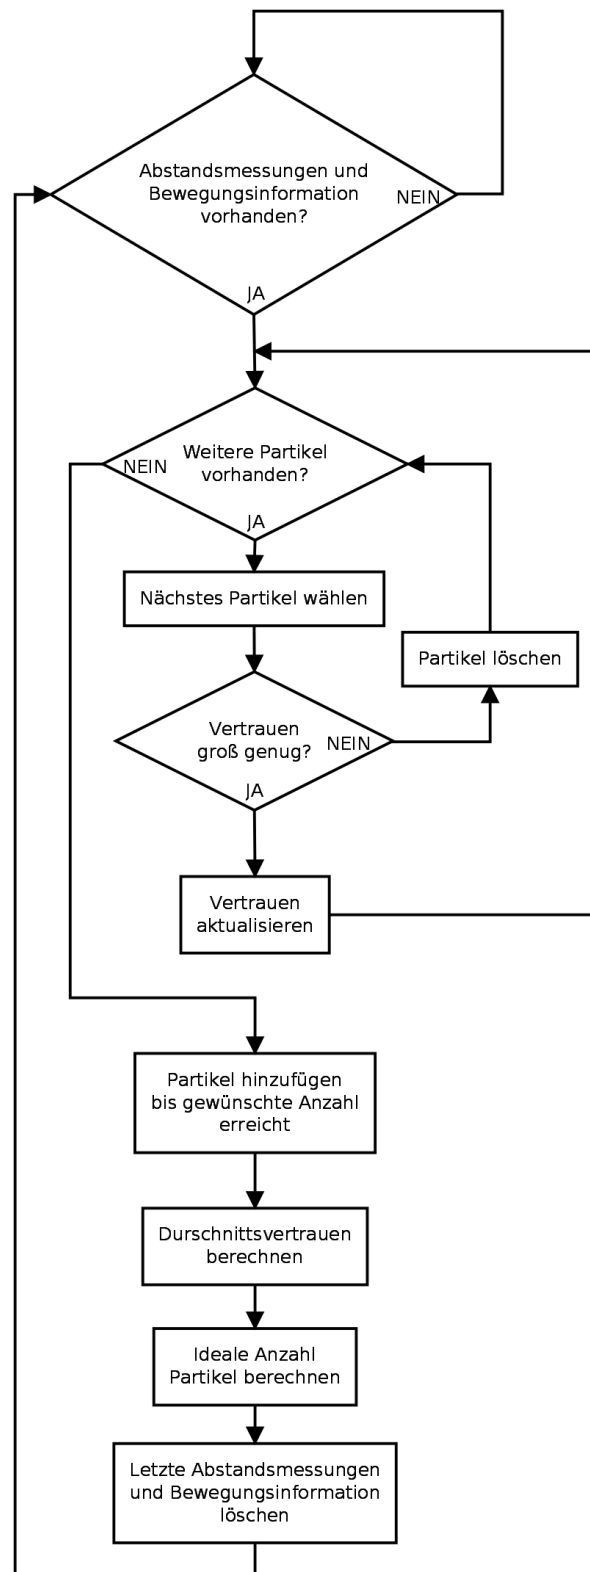 Abstandsmessungen und
Bewegungsinformation
vorhanden?
NEIN
JA
Weitere Partikel
vorhanden?
NEIN
JA
Nächstes Partikel wählen
Partikel löschen
Vertrauen
groß genug?
NEIN
JA
Vertrauen
aktualisieren
Partikel hinzufügen
bis gewünschte Anzahl
erreicht
Durschnittsvertrauen
berechnen
Ideale Anzahl
Partikel berechnen
Letzte Abstandsmessungen
und Bewegungsinformation
löschen